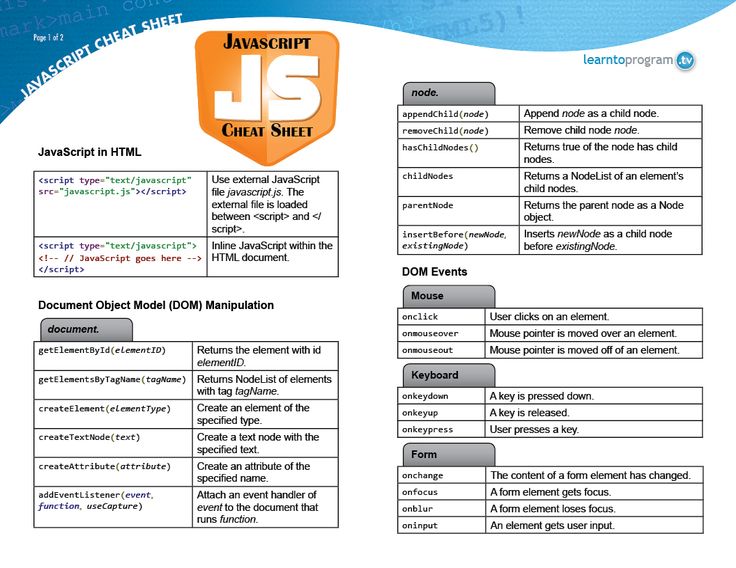 Page 1 of 2
JAVASCRIPT CHEAT SHEET
JAVASCRIPT
JS
CHEAT SHEET
learntoprogram.tv
JavaScript in HTML
<script type="text/javascript"
src="javascript.js"></script>
Use external JavaScript
file javascript.js. The
external file is loaded
between <script> and </
script>.
<script type="text/javascript">
<!-- // JavaScript goes here -->
</script>
Inline JavaScript within the
HTML document.
Document Object Model (DOM) Manipulation
document.
getElementById(elementID)
Returns the element with id
elementID.
getElementsByTagName(tagName)
Returns NodeList of elements
with tag tagName.
createElement(elementType)
Create an element of the
specified type.
createTextNode(text)
Create a text node with the
specified text.
createAttribute(attribute)
Create an attribute of the
specified name.
addEventListener(event,
function, useCapture)
Attach an event handler of
event to the document that
runs function.
node.
appendChild(node)
Append node as a child node.
removeChild(node)
Remove child node node.
hasChildNodes()
Returns true of the node has child
nodes.
childNodes
Returns a NodeList of an element's
child nodes.
parentNode
Returns the parent node as a Node
object.
insertBefore(newNode,
existingNode)
Inserts newNode as a child node
before existingNode.
DOM Events
Mouse
onclick
User clicks on an element.
onmouseover
Mouse pointer is moved over an element.
onmouseout
Mouse pointer is moved off of an element.
Keyboard
onkeydown
A key is pressed down.
onkeyup
A key is released.
onkeypress
User presses a key.
Form
onchange
The content of a form element has changed.
onfocus
A form element gets focus.
onblur
A form element loses focus.
oninput
An element gets user input.